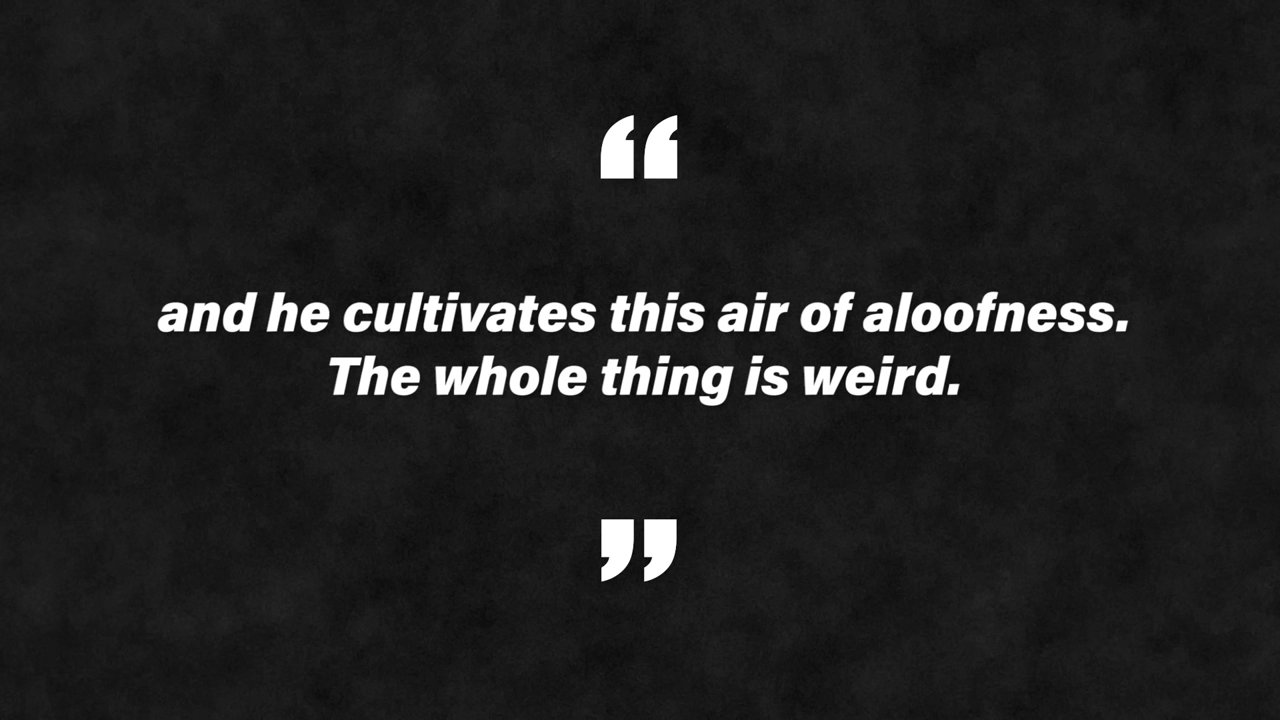 “
and he cultivates this air of aloofness.
The whole thing is weird.
”